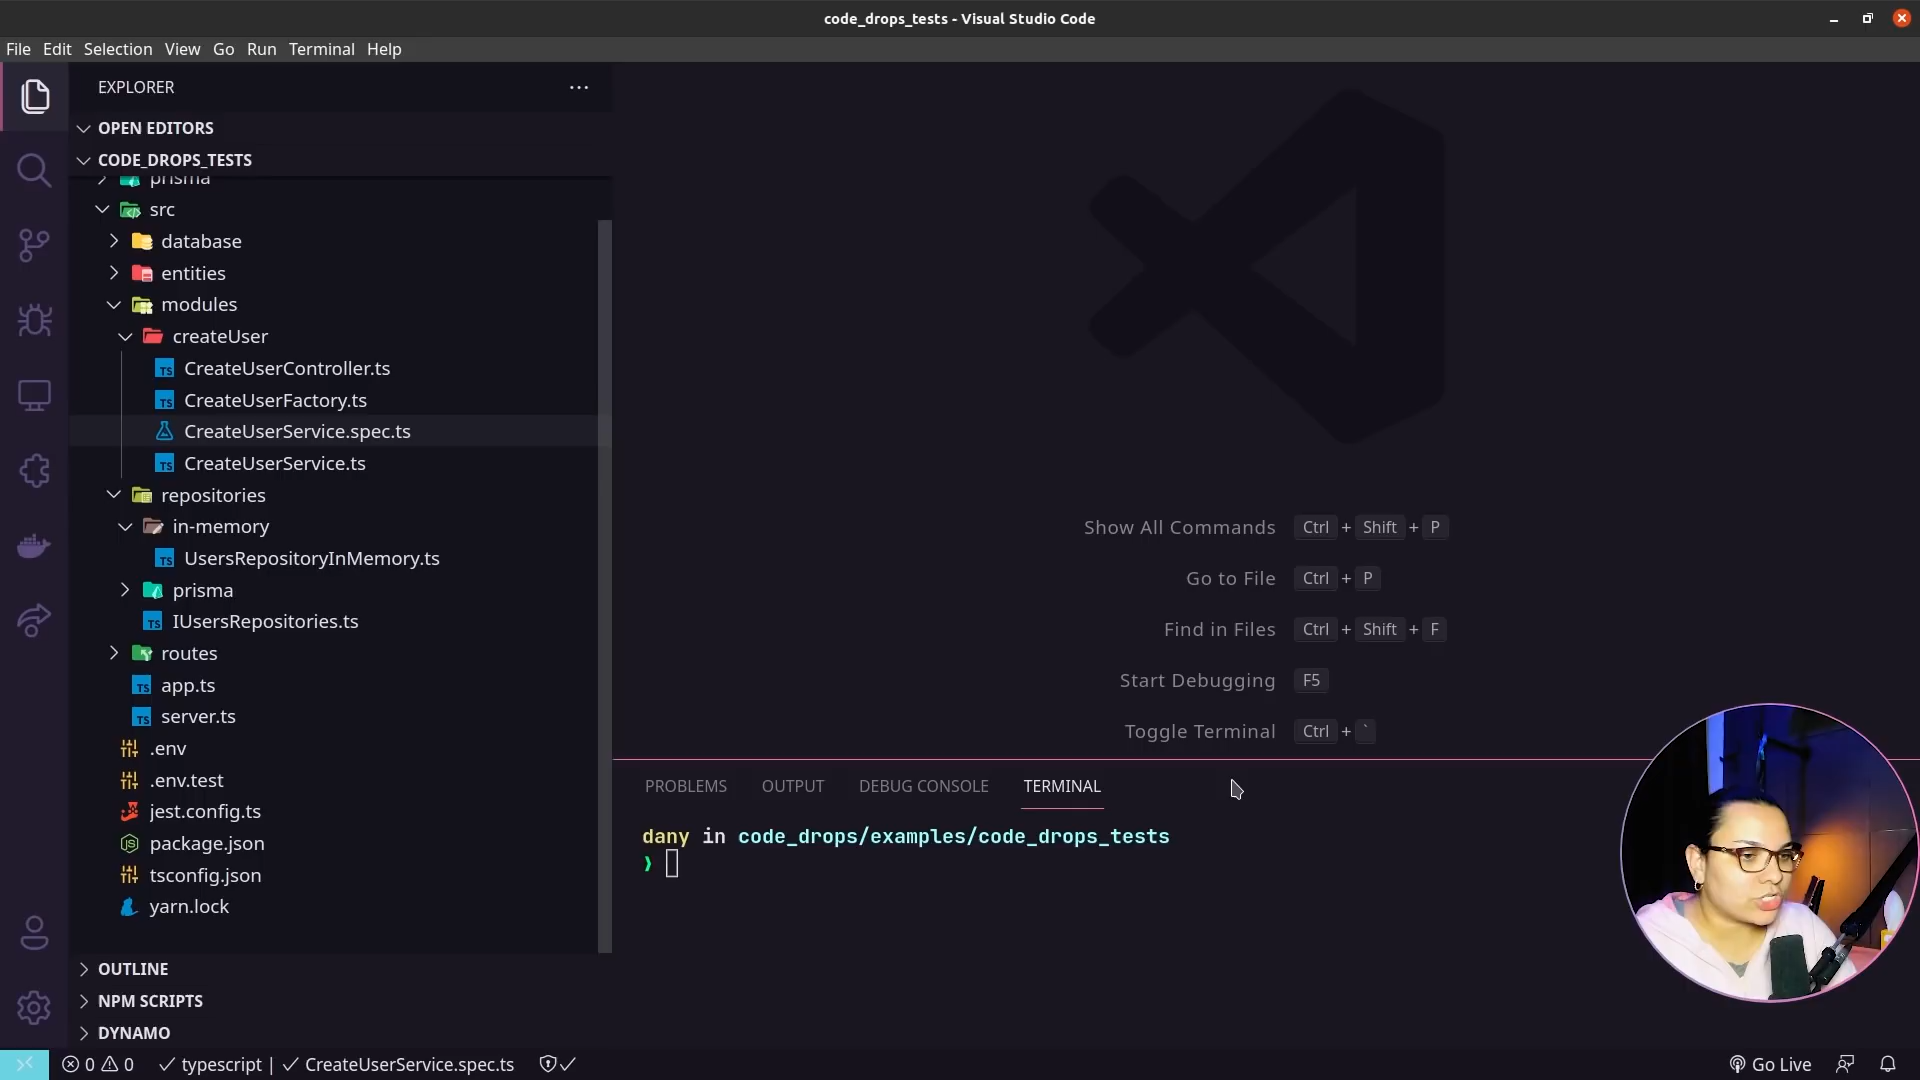 code_drops_tests - Visual Studio Code
File Edit Selection View Go Run Terminal Help
EXPLORER
OPEN EDITORS
CODE_DROPS_TESTS
prisma
src
database
entities
modules
createUser
CreateUserController.ts
CreateUserFactory.ts
CreateUserService.spec.ts
CreateUserService.ts
repositories
in-memory
UsersRepositoryInMemory.ts
prisma
IUsersRepositories.ts
routes
app.ts
server.ts
.env
.env.test
jest.config.ts
package.json
tsconfig.json
yarn.lock
OUTLINE
NPM SCRIPTS
DYNAMO
Show All Commands Ctrl + Shift + P
Go to File Ctrl + P
Find in Files Ctrl + Shift + F
Start Debugging F5
Toggle Terminal Ctrl + `
PROBLEMS OUTPUT DEBUG CONSOLE TERMINAL
dany in code_drops/examples/code_drops_tests
❯
0 0 typescript | CreateUserService.spec.ts
Go Live